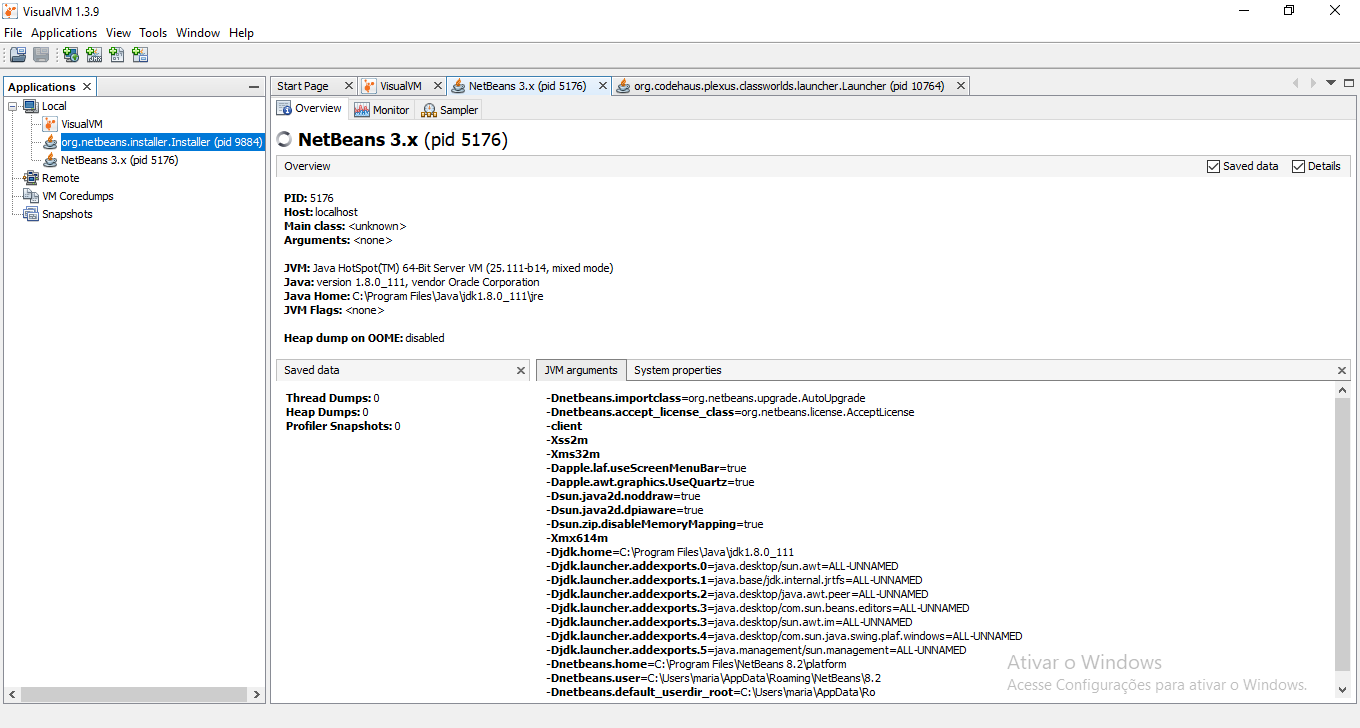 VisualVM 1.3.9
File Applications View Tools Window Help
Applications
Local
VisualVM
org.netbeans.installer.Installer (pid 9884)
NetBeans 3.x (pid 5176)
Remote
VM Coredumps
Snapshots
Start Page VisualVM NetBeans 3.x (pid 5176) org.codehaus.plexus.classworlds.launcher.Launcher (pid 10764)
Overview Monitor Sampler
NetBeans 3.x (pid 5176)
Overview Saved data Details
PID: 5176
Host: localhost
Main class: <unknown>
Arguments: <none>
JVM: Java HotSpot(TM) 64-Bit Server VM (25.111-b14, mixed mode)
Java: version 1.8.0_111, vendor Oracle Corporation
Java Home: C:\Program Files\Java\jdk1.8.0_111\jre
JVM Flags: <none>
Heap dump on OOME: disabled
Saved data
Thread Dumps: 0
Heap Dumps: 0
Profiler Snapshots: 0
JVM arguments System properties
-Dnetbeans.importclass=org.netbeans.upgrade.AutoUpgrade
-Dnetbeans.accept_license_class=org.netbeans.license.AcceptLicense
-client
-Xss2m
-Xms32m
-Dapple.laf.useScreenMenuBar=true
-Dapple.awt.graphics.UseQuartz=true
-Dsun.java2d.noddraw=true
-Dsun.java2d.dpiaware=true
-Dsun.zip.disableMemoryMapping=true
-Xmx614m
-Djdk.home=C:\Program Files\Java\jdk1.8.0_111
-Djdk.launcher.addexports.0=java.desktop/sun.awt=ALL-UNNAMED
-Djdk.launcher.addexports.1=java.base/jdk.internal.jrtfs=ALL-UNNAMED
-Djdk.launcher.addexports.2=java.desktop/java.awt.peer=ALL-UNNAMED
-Djdk.launcher.addexports.3=java.desktop/com.sun.beans.editors=ALL-UNNAMED
-Djdk.launcher.addexports.3=java.desktop/sun.awt.im=ALL-UNNAMED
-Djdk.launcher.addexports.4=java.desktop/com.sun.java.swing.plaf.windows=ALL-UNNAMED
-Djdk.launcher.addexports.5=java.management/sun.management=ALL-UNNAMED
-Dnetbeans.home=C:\Program Files\NetBeans 8.2\platform
-Dnetbeans.user=C:\Users\maria\AppData\Roaming\NetBeans\8.2
-Dnetbeans.default_userdir_root=C:\Users\maria\AppData\Ro
Ativar o Windows
Acesse Configurações para ativar o Windows.